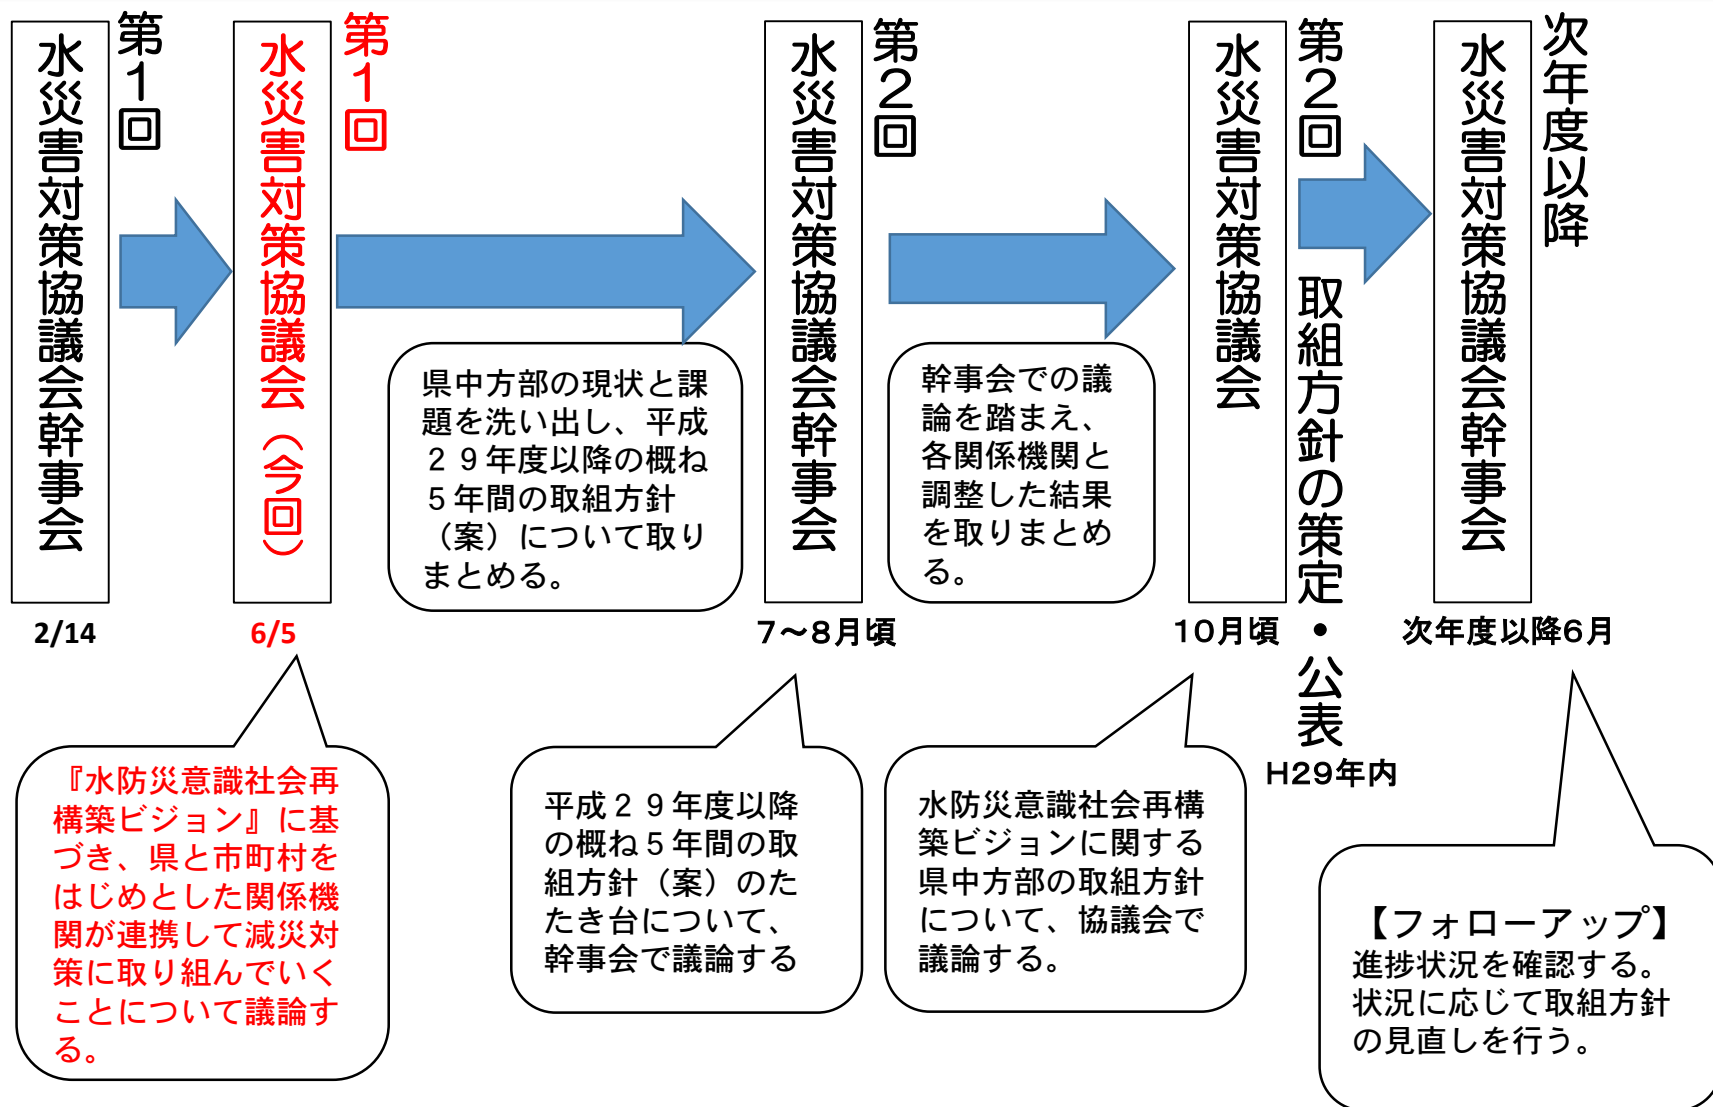 第1回
水災害対策協議会幹事会
2/14
第1回
水災害対策協議会（今回）
6/5
『水防災意識社会再
構築ビジョン』に基
づき、県と市町村を
はじめとした関係機
関が連携して減災対
策に取り組んでいく
ことについて議論す
る。
県中方部の現状と課
題を洗い出し、平成
２９年度以降の概ね
５年間の取組方針
（案）について取り
まとめる。
第2回
水災害対策協議会幹事会
7～8月頃
平成２９年度以降
の概ね５年間の取
組方針（案）のた
たき台について、
幹事会で議論する
幹事会での議
論を踏まえ、
各関係機関と
調整した結果
を取りまとめ
る。
第2回
水災害対策協議会
10月頃
水防災意識社会再構
築ビジョンに関する
県中方部の取組方針
について、協議会で
議論する。
取組方針の策定・公表
H29年内
次年度以降
水災害対策協議会幹事会
次年度以降6月
【フォローアップ】
進捗状況を確認する。
状況に応じて取組方針
の見直しを行う。